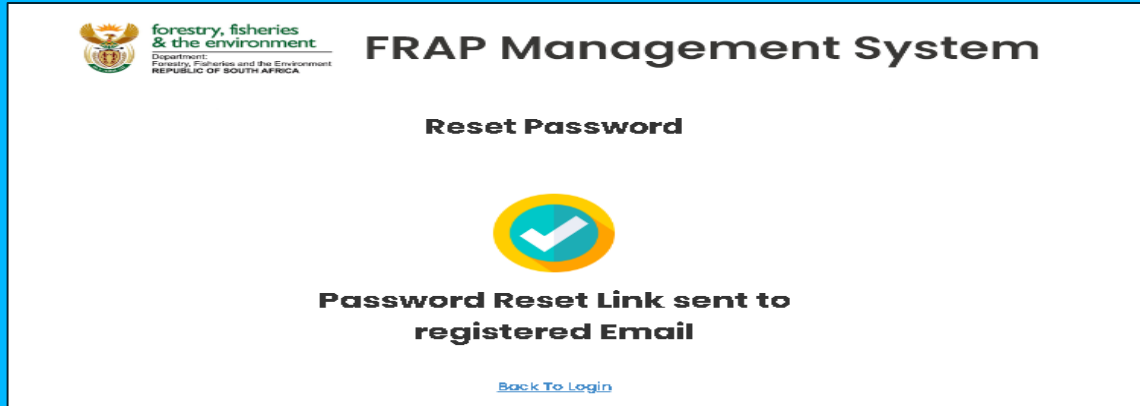 forestry, fisheries
& the environment
Department:
Forestry, Fisheries and the Environment
REPUBLIC OF SOUTH AFRICA
FRAP Management System
Reset Password
Password Reset Link sent to
registered Email
Back To Login